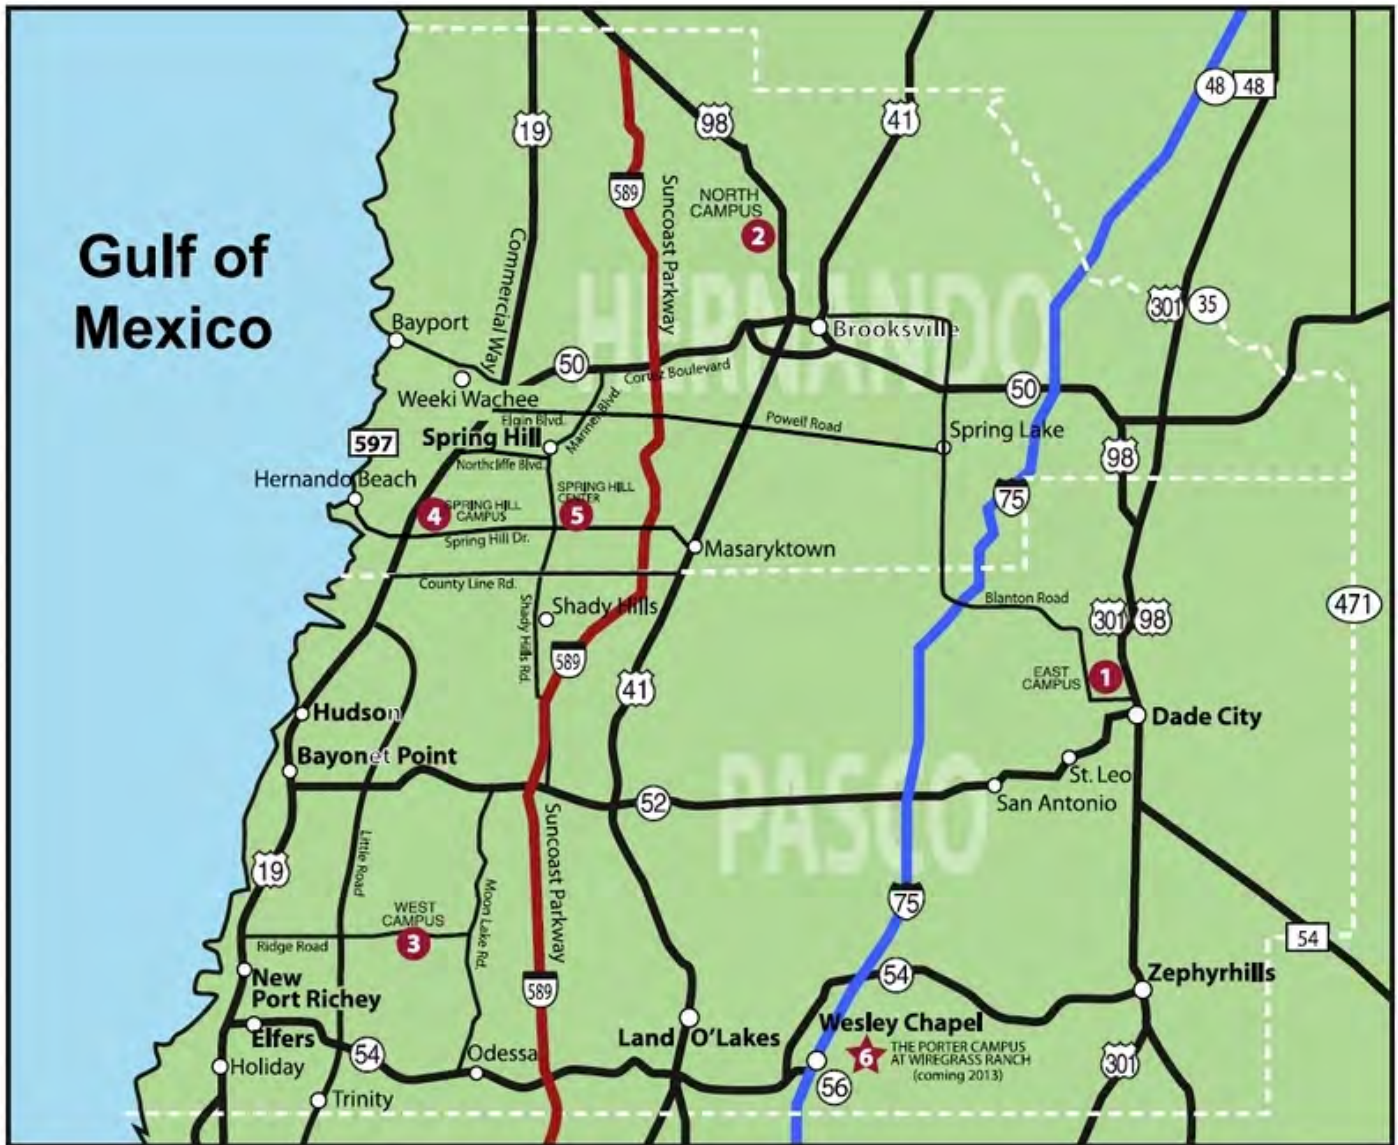 48
48
98
41
19
589
Suncoast Parkway
NORTH
CAMPUS
2
Gulf of
Mexico
Commercial Way
HERNANDO
301
35
Bayport
Brooksville
50
Cortez Boulevard
Weeki Wachee
50
Elgin Blvd.
Mariner Blvd.
Powell Road
Spring Lake
597
Spring Hill
98
Northcliffe Blvd.
Hernando Beach
SPRING HILL
CENTER
5
75
4
SPRING HILL
CAMPUS
Spring Hill Dr.
Masaryktown
County Line Rd.
Blanton Road
Shady Hills
Shady Hills Rd.
301
98
471
589
41
EAST
CAMPUS
1
Hudson
Dade City
Bayonet Point
St. Leo
San Antonio
52
PASCO
Suncoast Parkway
Little Road
19
Moon Lake Rd.
75
WEST
CAMPUS
3
Ridge Road
54
New
Port Richey
589
54
Zephyrhills
Elfers
Land O'Lakes
Wesley Chapel
6
THE PORTER CAMPUS
AT WIREGRASS RANCH
(coming 2013)
54
Odessa
Holiday
56
301
Trinity